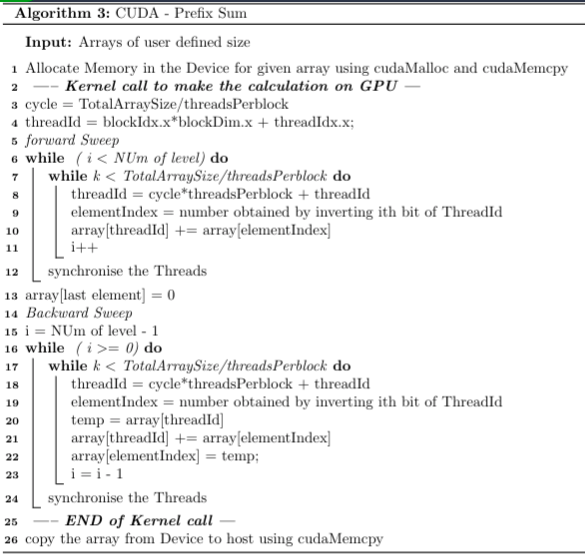 Algorithm 3: CUDA - Prefix Sum
Input: Arrays of user defined size
1 Allocate Memory in the Device for given array using cudaMalloc and cudaMemcpy
2 —– Kernel call to make the calculation on GPU —
3 cycle = TotalArraySize/threadsPerblock
4 threadId = blockIdx.x*blockDim.x + threadIdx.x;
5 forward Sweep
6 while ( i < NUm of level) do
7 while k < TotalArraySize/threadsPerblock do
8 threadId = cycle*threadsPerblock + threadId
9 elementIndex = number obtained by inverting ith bit of ThreadId
10 array[threadId] += array[elementIndex]
11 i++
12 synchronise the Threads
13 array[last element] = 0
14 Backward Sweep
15 i = NUm of level - 1
16 while ( i >= 0) do
17 while k < TotalArraySize/threadsPerblock do
18 threadId = cycle*threadsPerblock + threadId
19 elementIndex = number obtained by inverting ith bit of ThreadId
20 temp = array[threadId]
21 array[threadId] += array[elementIndex]
22 array[elementIndex] = temp;
23 i = i - 1
24 synchronise the Threads
25 —– END of Kernel call —
26 copy the array from Device to host using cudaMemcpy